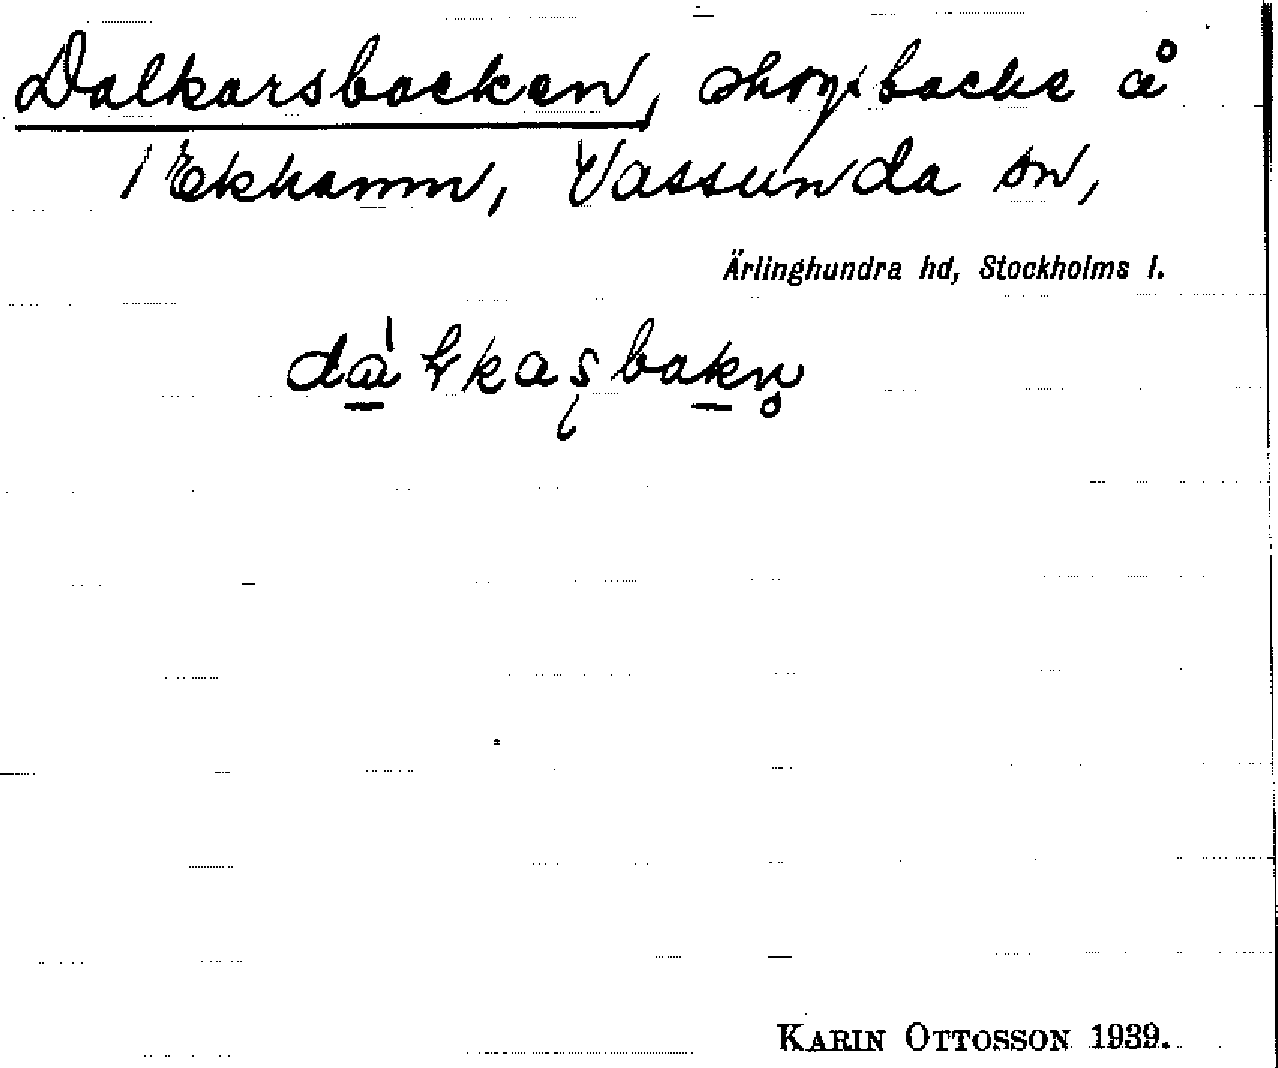 Dalkarsbacken, skogsbacke å
/Ekhamn, Vassunda sn,
Ärlinghundra hd, Stockholms l.
KARIN OTTOSSON 1939.